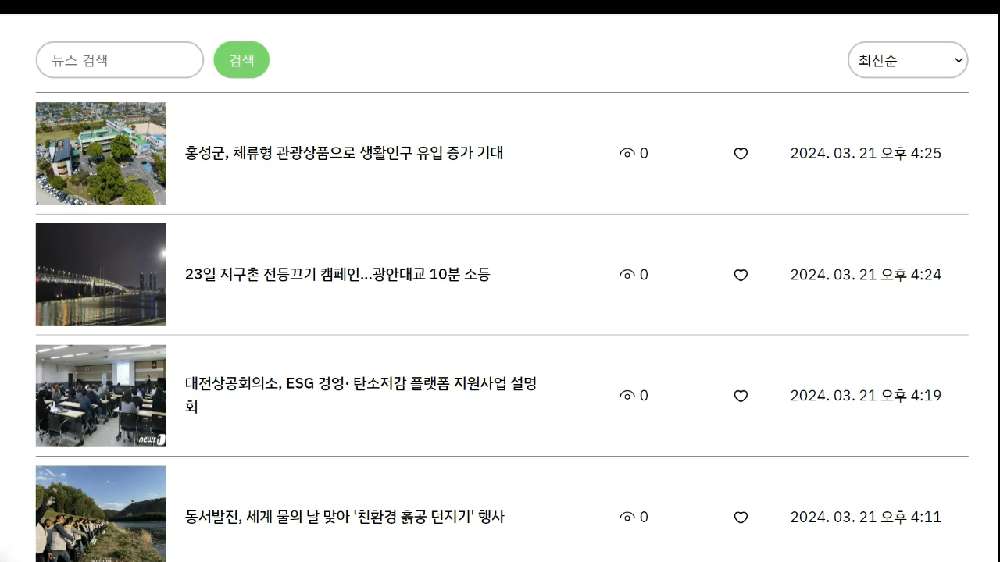 뉴스 검색
검색
최신순
홍성군, 체류형 관광상품으로 생활인구 유입 증가 기대
0
2024. 03. 21 오후 4:25
23일 지구촌 전등끄기 캠페인...광안대교 10분 소등
0
2024. 03. 21 오후 4:24
대전상공회의소, ESG 경영· 탄소저감 플랫폼 지원사업 설명
회
0
2024. 03. 21 오후 4:19
news1
동서발전, 세계 물의 날 맞아 '친환경 흙공 던지기' 행사
0
2024. 03. 21 오후 4:11